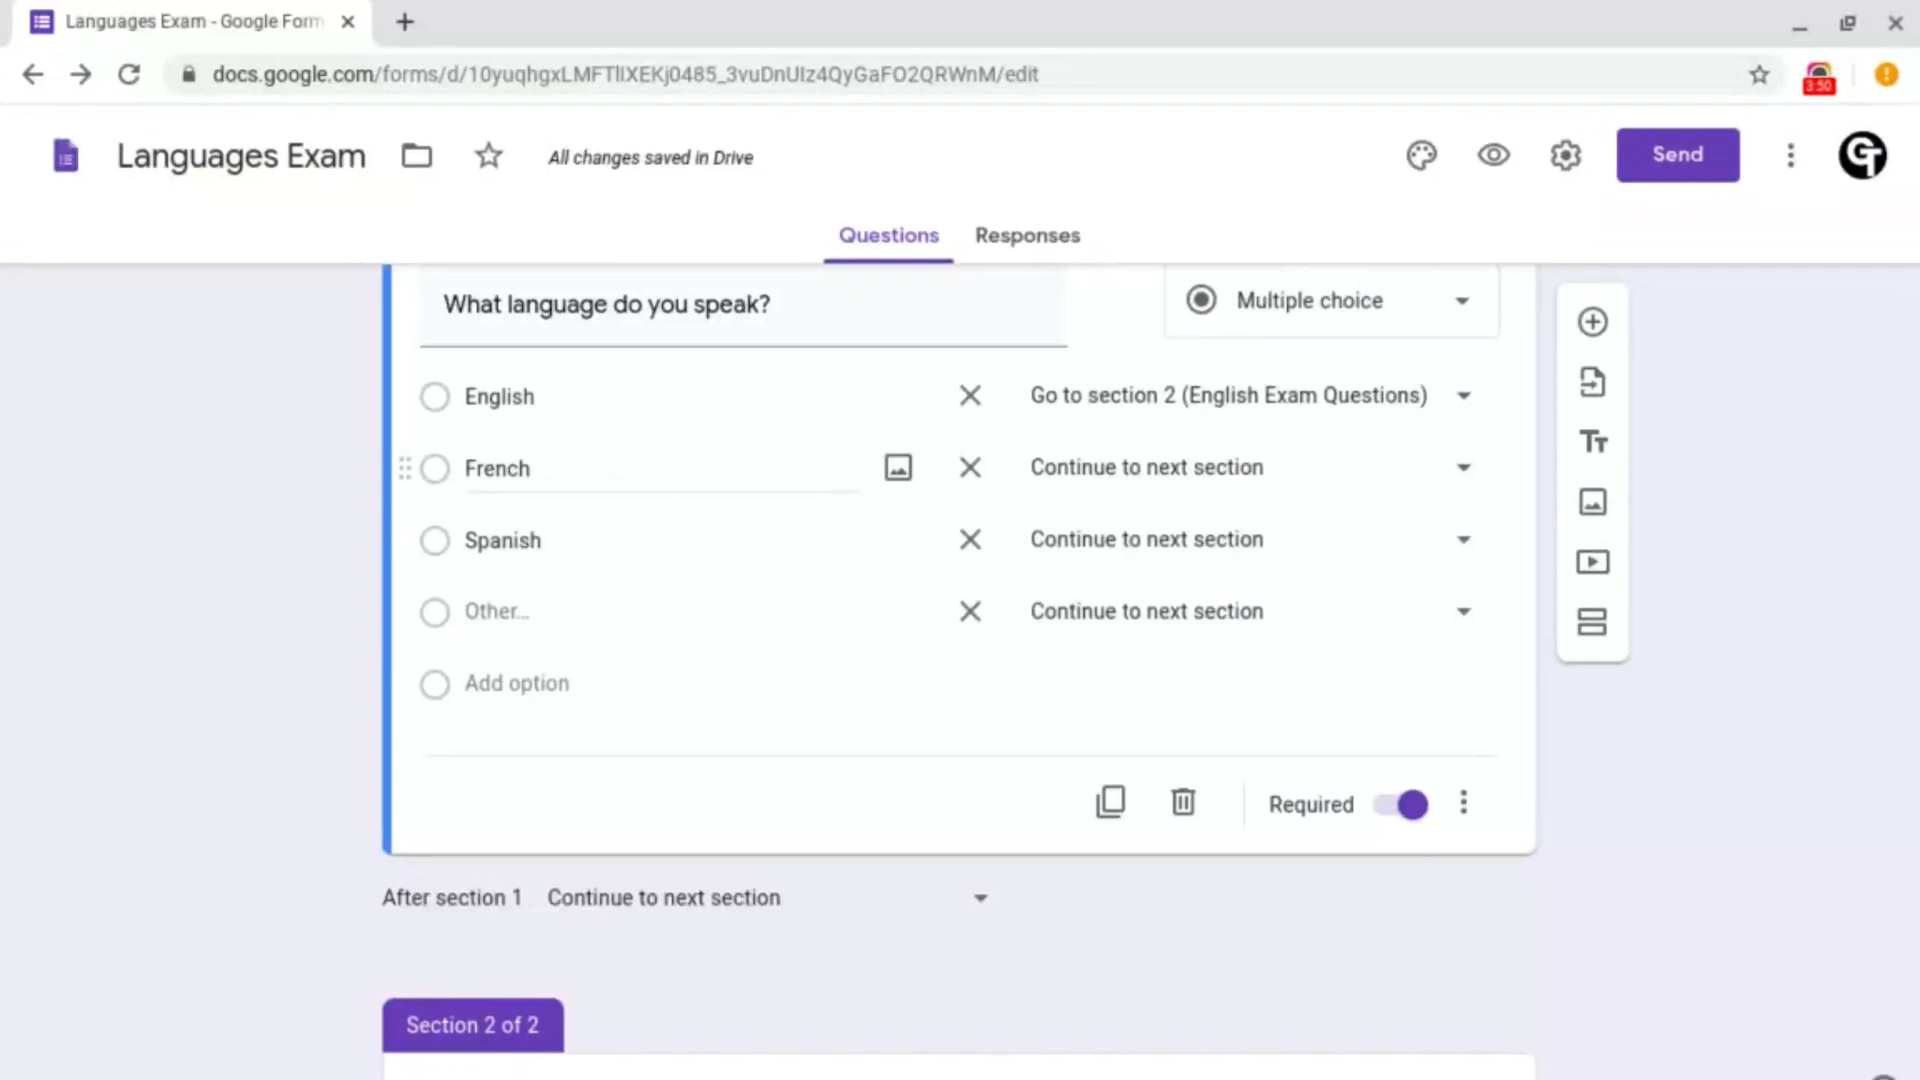 Languages Exam - Google Form
docs.google.com/forms/d/10yuqhgxLMFTlIXEKj0485_3vuDnUIz4QyGaFO2QRWnM/edit
3:50
Languages Exam
All changes saved in Drive
Send
Questions
Responses
What language do you speak?
Multiple choice
English
Go to section 2 (English Exam Questions)
French
Continue to next section
Spanish
Continue to next section
Other...
Continue to next section
Add option
Required
After section 1 Continue to next section
Section 2 of 2